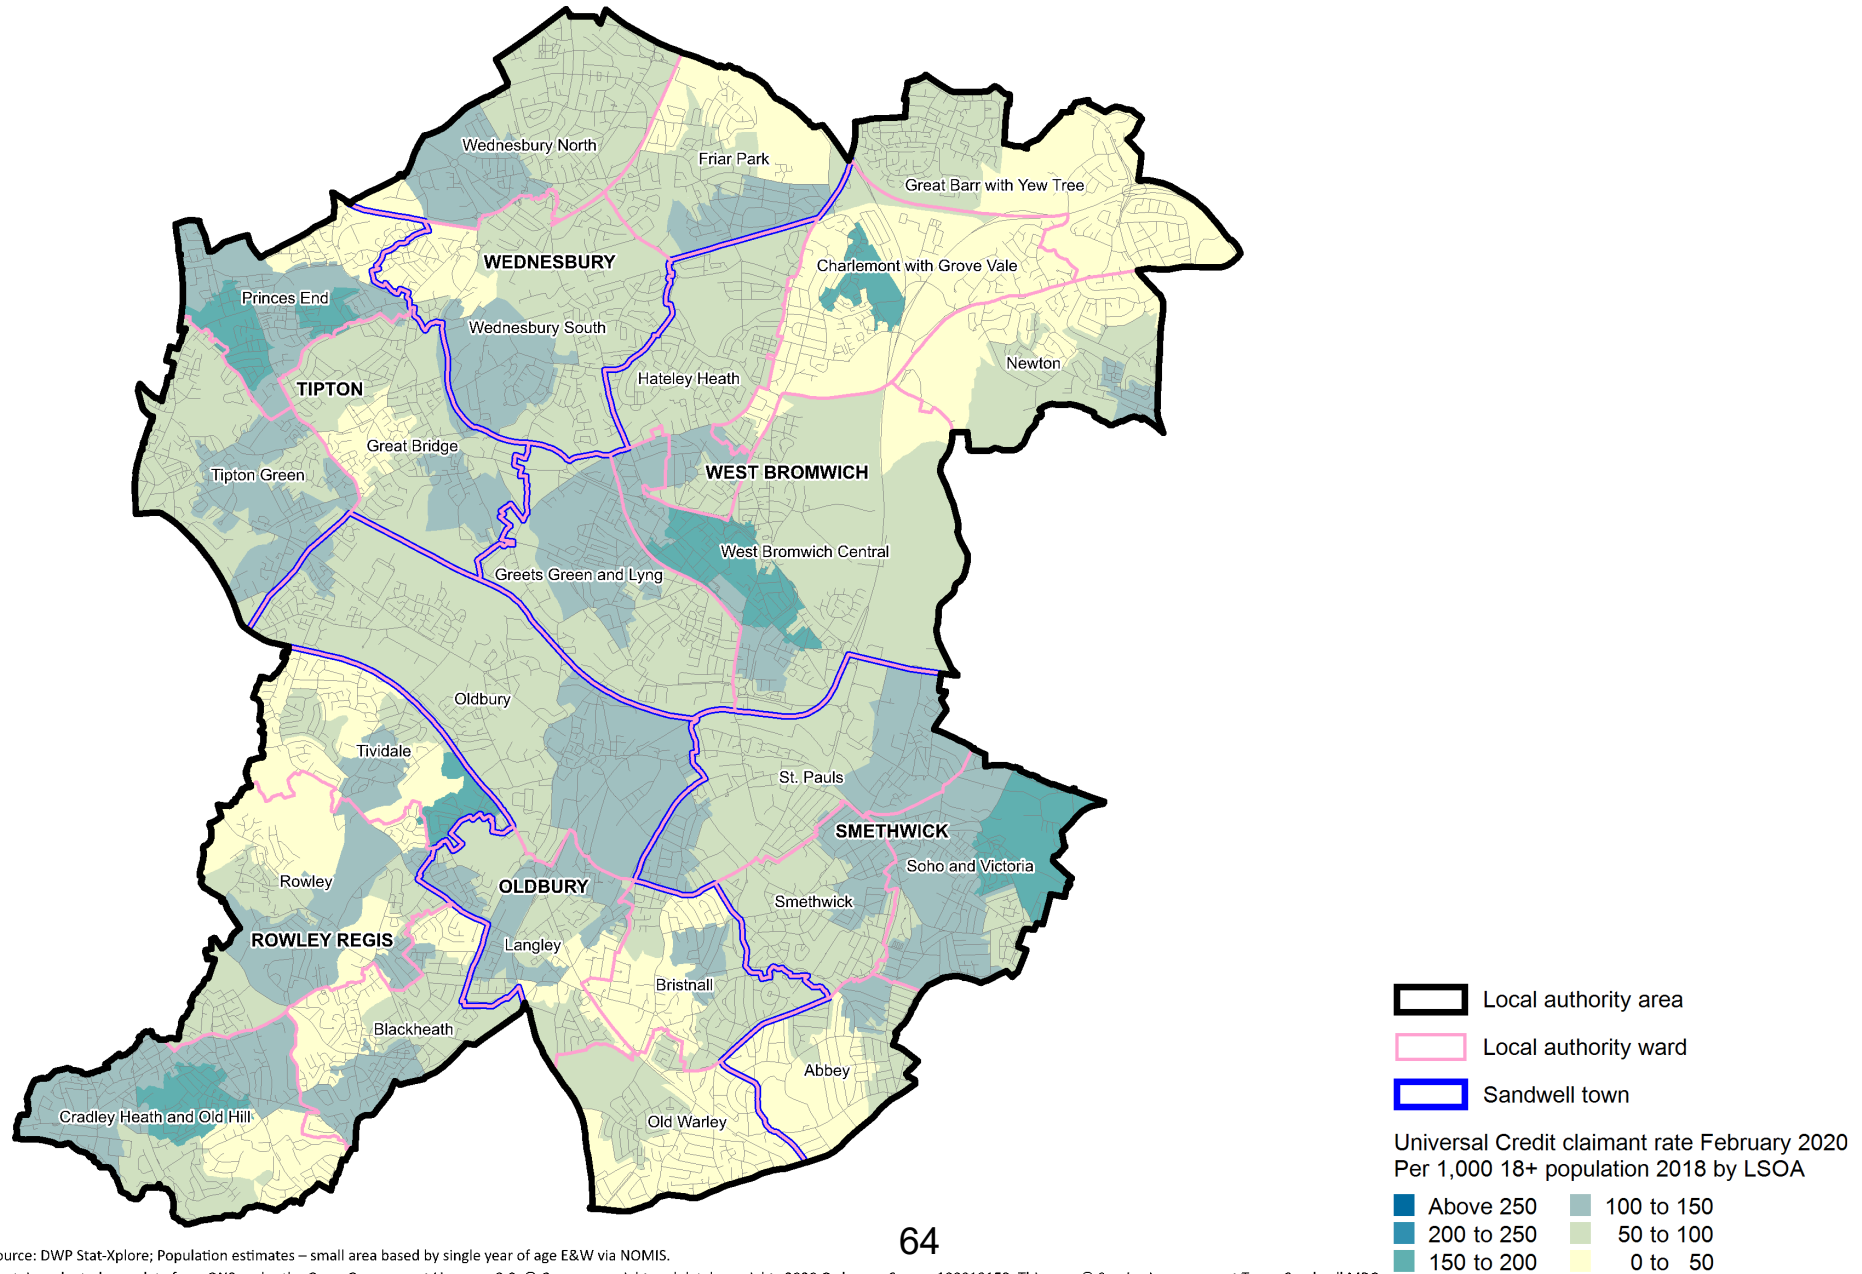 Wednesbury North
Friar Park
Great Barr with Yew Tree
WEDNESBURY
Charlemont with Grove Vale
Princes End
Wednesbury South
Newton
Hateley Heath
TIPTON
Great Bridge
Tipton Green
WEST BROMWICH
West Bromwich Central
Greets Green and Lyng
Oldbury
Tividale
St. Pauls
SMETHWICK
Soho and Victoria
Rowley
OLDBURY
Smethwick
ROWLEY REGIS
Langley
Bristnall
Blackheath
Abbey
Cradley Heath and Old Hill
Old Warley
Local authority area
Local authority ward
Sandwell town
Universal Credit claimant rate February 2020
Per 1,000 18+ population 2018 by LSOA
Above 250 100 to 150
200 to 250 50 to 100
150 to 200 0 to 50
64
ource: DWP Stat-Xplore; Population estimates – small area based by single year of age E&W via NOMIS.